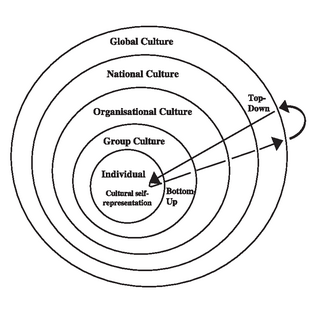 Global Culture
National Culture
Top-
Down
Organisational Culture
Group Culture
Individual
Cultural self-
representation
Bottom
Up